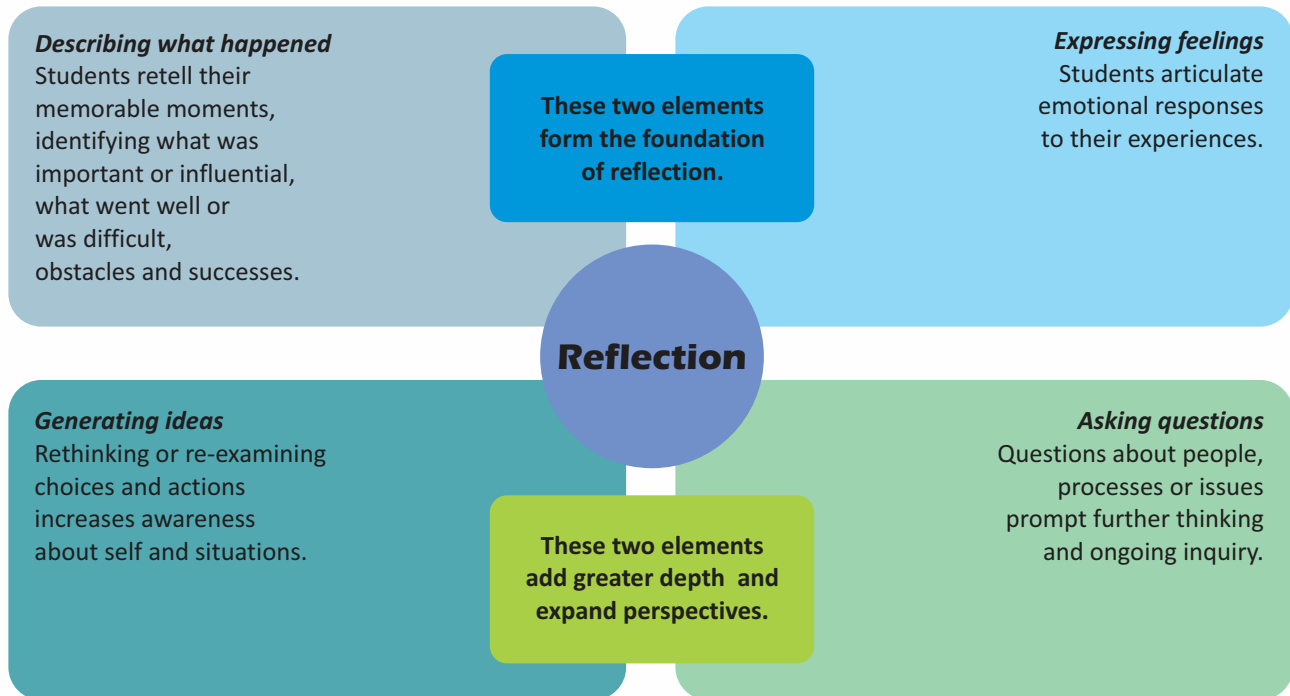 Describing what happened
Students retell their
memorable moments,
identifying what was
important or influential,
what went well or
was difficult,
obstacles and successes.
These two elements
form the foundation
of reflection.
Expressing feelings
Students articulate
emotional responses
to their experiences.
Reflection
Generating ideas
Rethinking or re-examining
choices and actions
increases awareness
about self and situations.
These two elements
add greater depth and
expand perspectives.
Asking questions
Questions about people,
processes or issues
prompt further thinking
and ongoing inquiry.